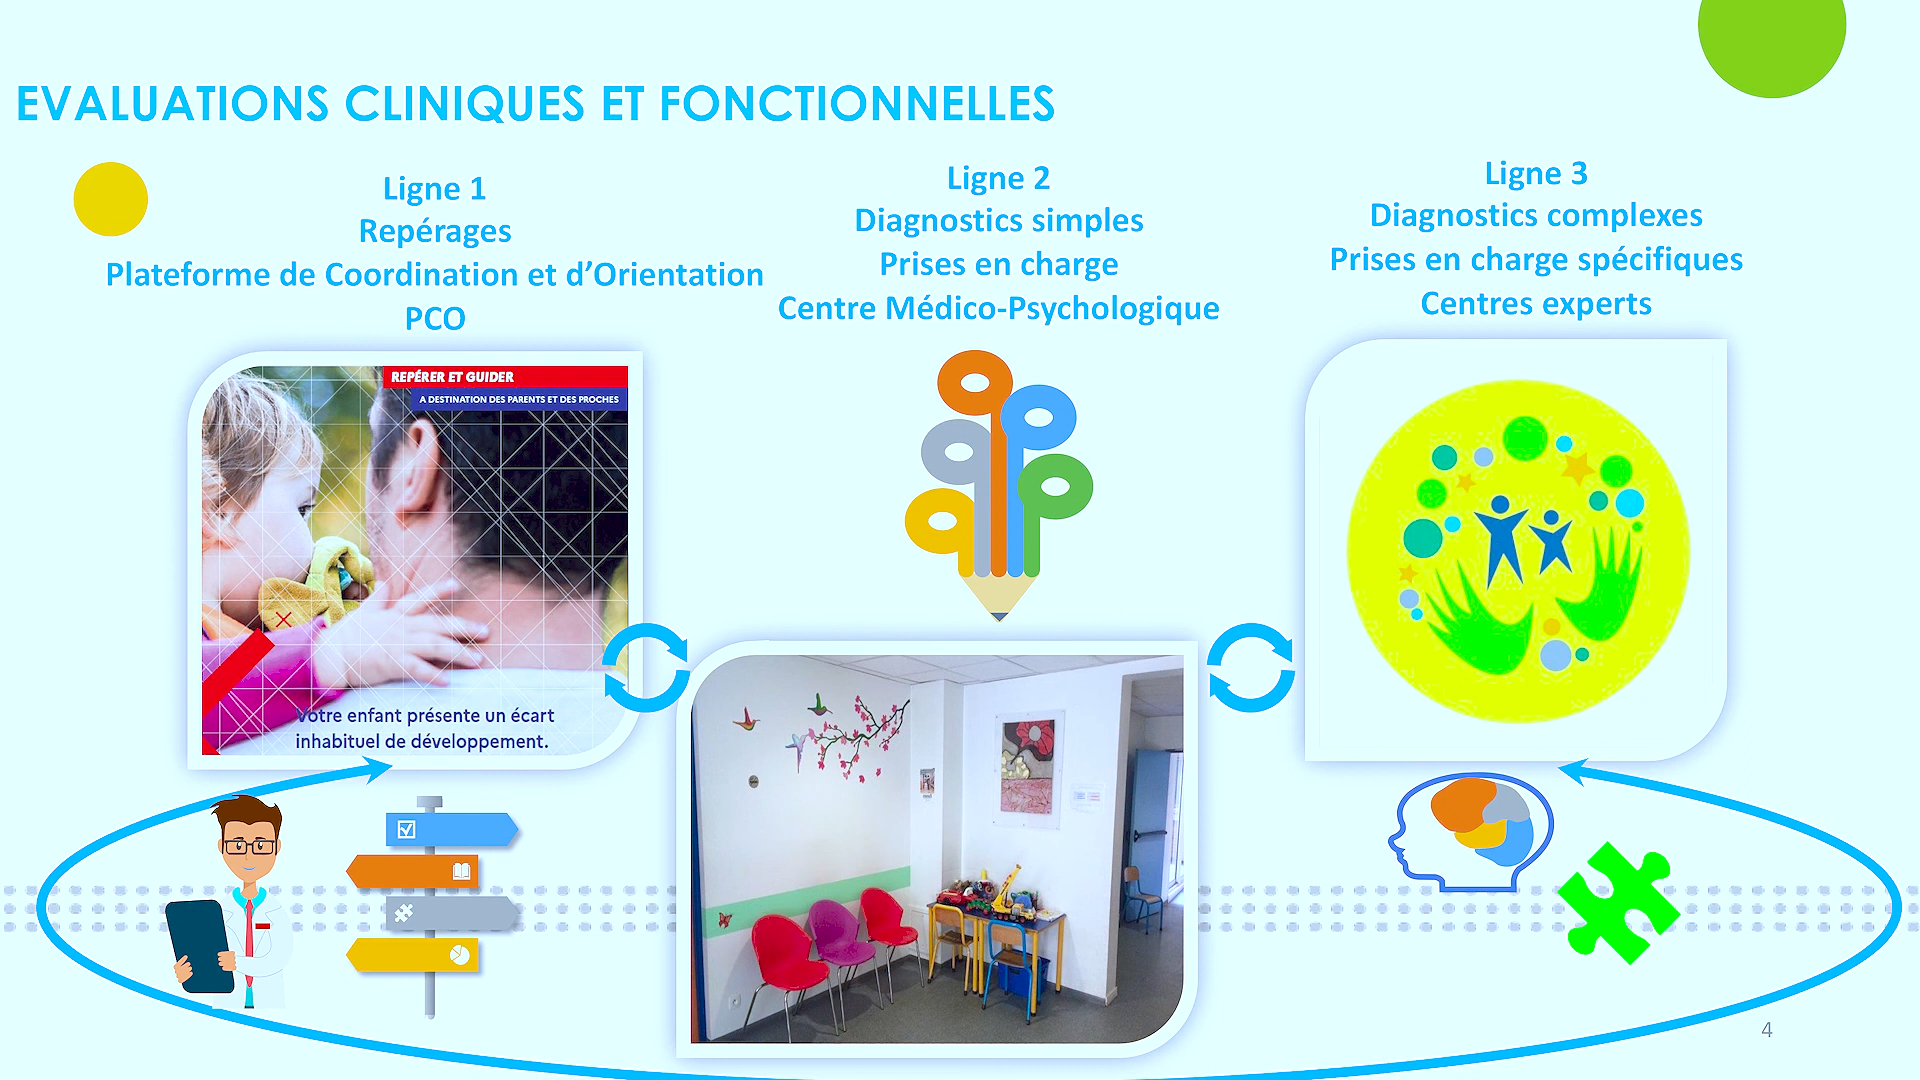 EVALUATIONS CLINIQUES ET FONCTIONNELLES
Ligne 1
Repérages
Plateforme de Coordination et d’Orientation
PCO
Ligne 2
Diagnostics simples
Prises en charge
Centre Médico-Psychologique
Ligne 3
Diagnostics complexes
Prises en charge spécifiques
Centres experts
REPÉRER ET GUIDER
A DESTINATION DES PARENTS ET DES PROCHES
Votre enfant présente un écart
inhabituel de développement.
4